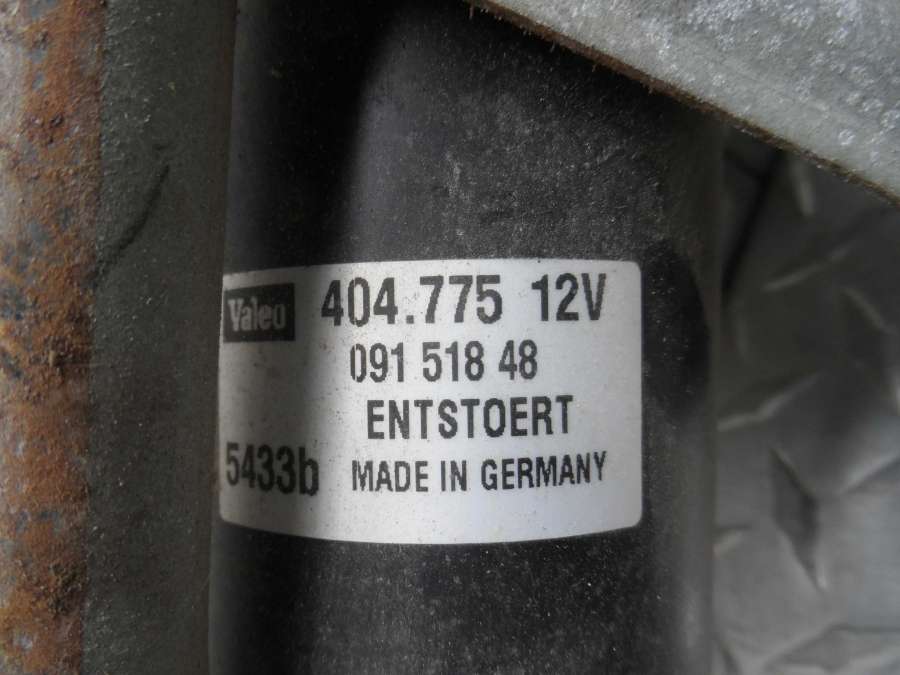 Valeo 404.775 12V
091 518 48
ENTSTOERT
5433b MADE IN GERMANY